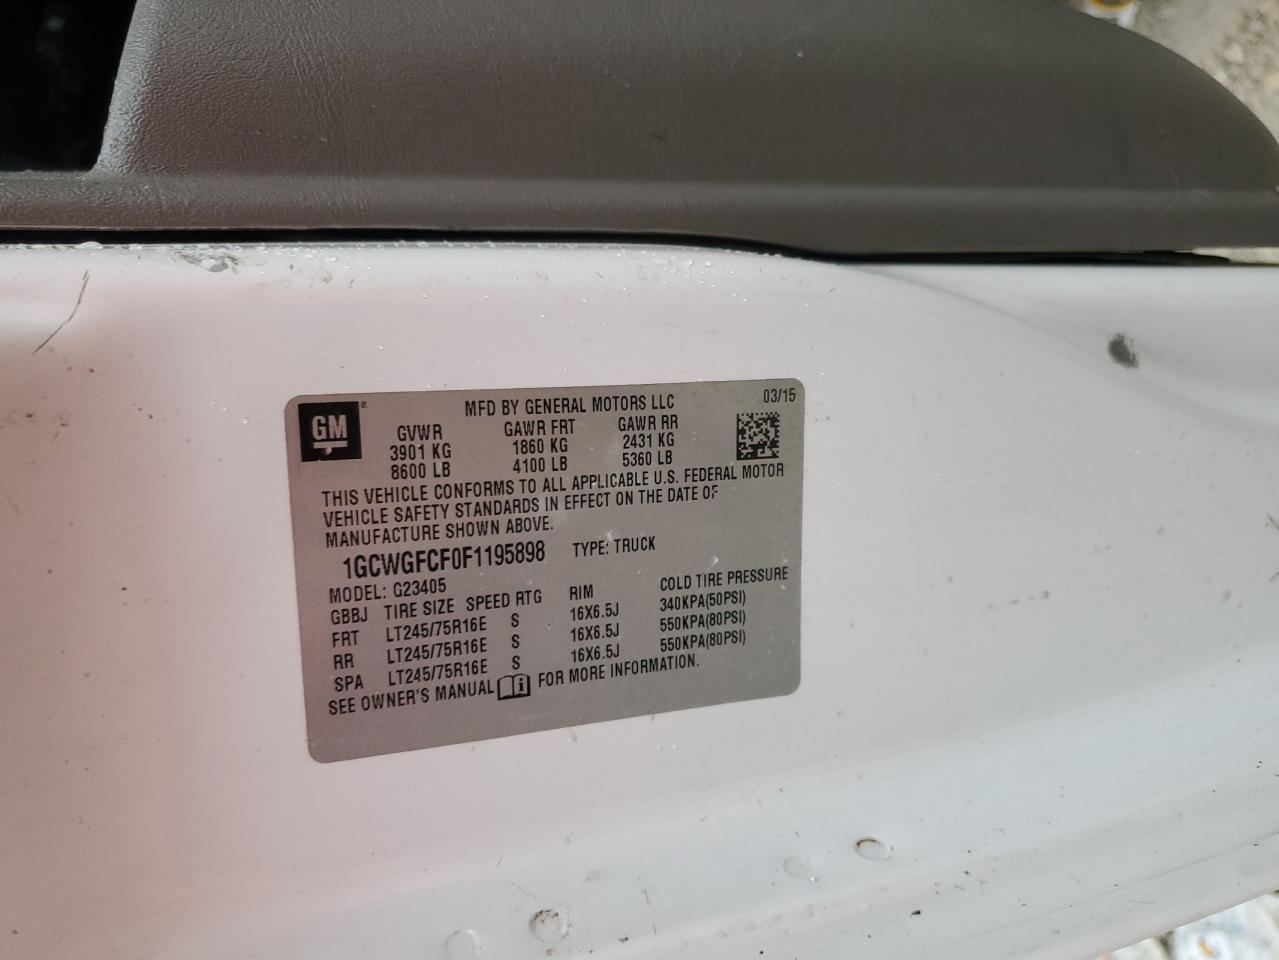 GM
MFD BY GENERAL MOTORS LLC 03/15
GVWR GAWR FRT GAWR RR
3901 KG 1860 KG 2431 KG
8600 LB 4100 LB 5360 LB
THIS VEHICLE CONFORMS TO ALL APPLICABLE U.S. FEDERAL MOTOR
VEHICLE SAFETY STANDARDS IN EFFECT ON THE DATE OF
MANUFACTURE SHOWN ABOVE.
1GCWGFCF0F1195898 TYPE: TRUCK
MODEL: G23405
GBBJ TIRE SIZE SPEED RTG RIM COLD TIRE PRESSURE
FRT LT245/75R16E S 16X6.5J 340KPA(50PSI)
RR LT245/75R16E S 16X6.5J 550KPA(80PSI)
SPA LT245/75R16E S 16X6.5J 550KPA(80PSI)
SEE OWNER'S MANUAL i FOR MORE INFORMATION.